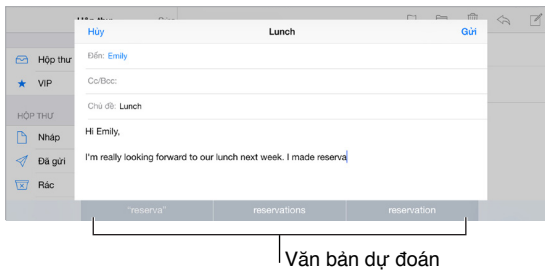 Hủy Lunch Gửi
Đến: Emily
Cc/Bcc:
Chủ đề: Lunch
Hi Emily,
I'm really looking forward to our lunch next week. I made reserva
Hộp thư
VIP
HỘP THƯ
Nháp
Đã gửi
Rác
"reserva" reservations reservation
Văn bản dự đoán